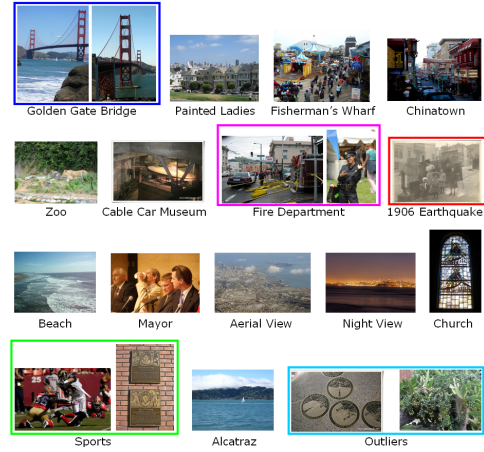 Golden Gate Bridge
Painted Ladies
Fisherman's Wharf
Chinatown
Zoo
Cable Car Museum
Fire Department
1906 Earthquake
Beach
Mayor
Aerial View
Night View
Church
25
Sports
Alcatraz
Outliers